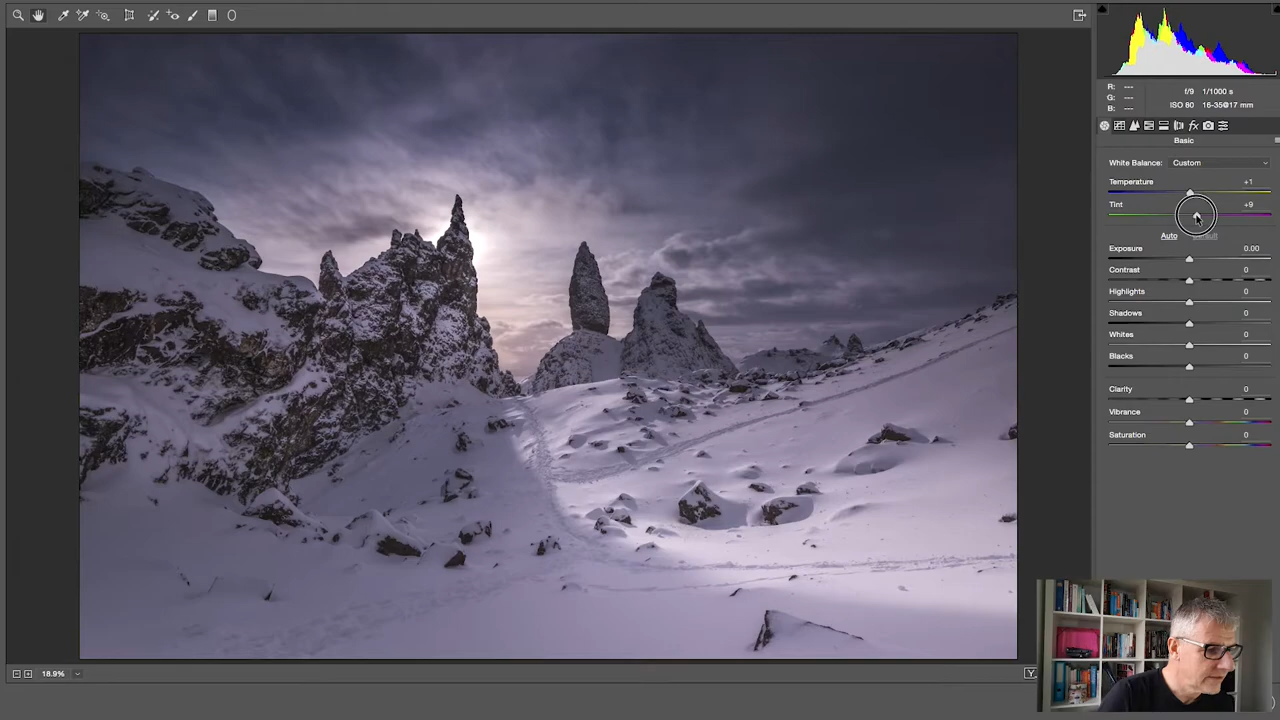 R: ---
G: ---
B: ---
f/9 1/1000 s
ISO 80 16-35@17 mm
fx
Basic
White Balance: Custom
Temperature +1
Tint +9
Auto Default
Exposure 0.00
Contrast 0
Highlights 0
Shadows 0
Whites 0
Blacks 0
Clarity 0
Vibrance 0
Saturation 0
18.9%
Y